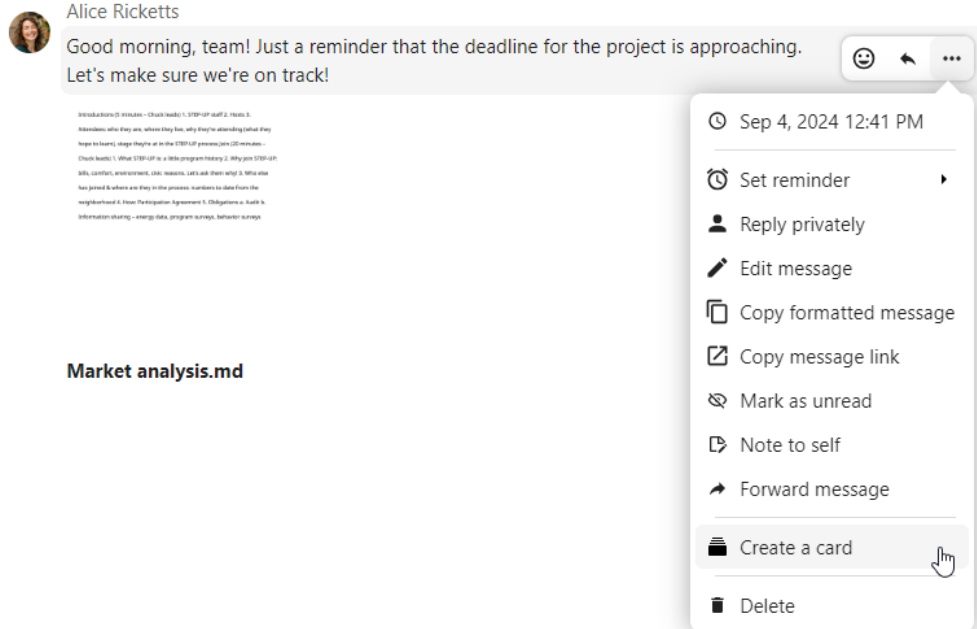 Alice Ricketts
Good morning, team! Just a reminder that the deadline for the project is approaching.
Let's make sure we're on track!
Introductions (5 minutes – Chuck leads) 1. STEP-UP staff 2. Hosts 3.
Attendees: who they are, where they live, why they're attending (what they
hope to learn), stage they're at in the STEP-UP process Join (20 minutes –
Chuck leads) 1. What STEP-UP is: a little program history 2. Why join STEP-UP:
bills, comfort, environment, civic reasons. Let's ask them why! 3. Who else
has joined & where are they in the process: numbers to date from the
neighborhood 4. How: Participation Agreement 5. Obligations a. Audit b.
Information sharing – energy data, program surveys, behavior surveys
Market analysis.md
Sep 4, 2024 12:41 PM
Set reminder
Reply privately
Edit message
Copy formatted message
Copy message link
Mark as unread
Note to self
Forward message
Create a card
Delete